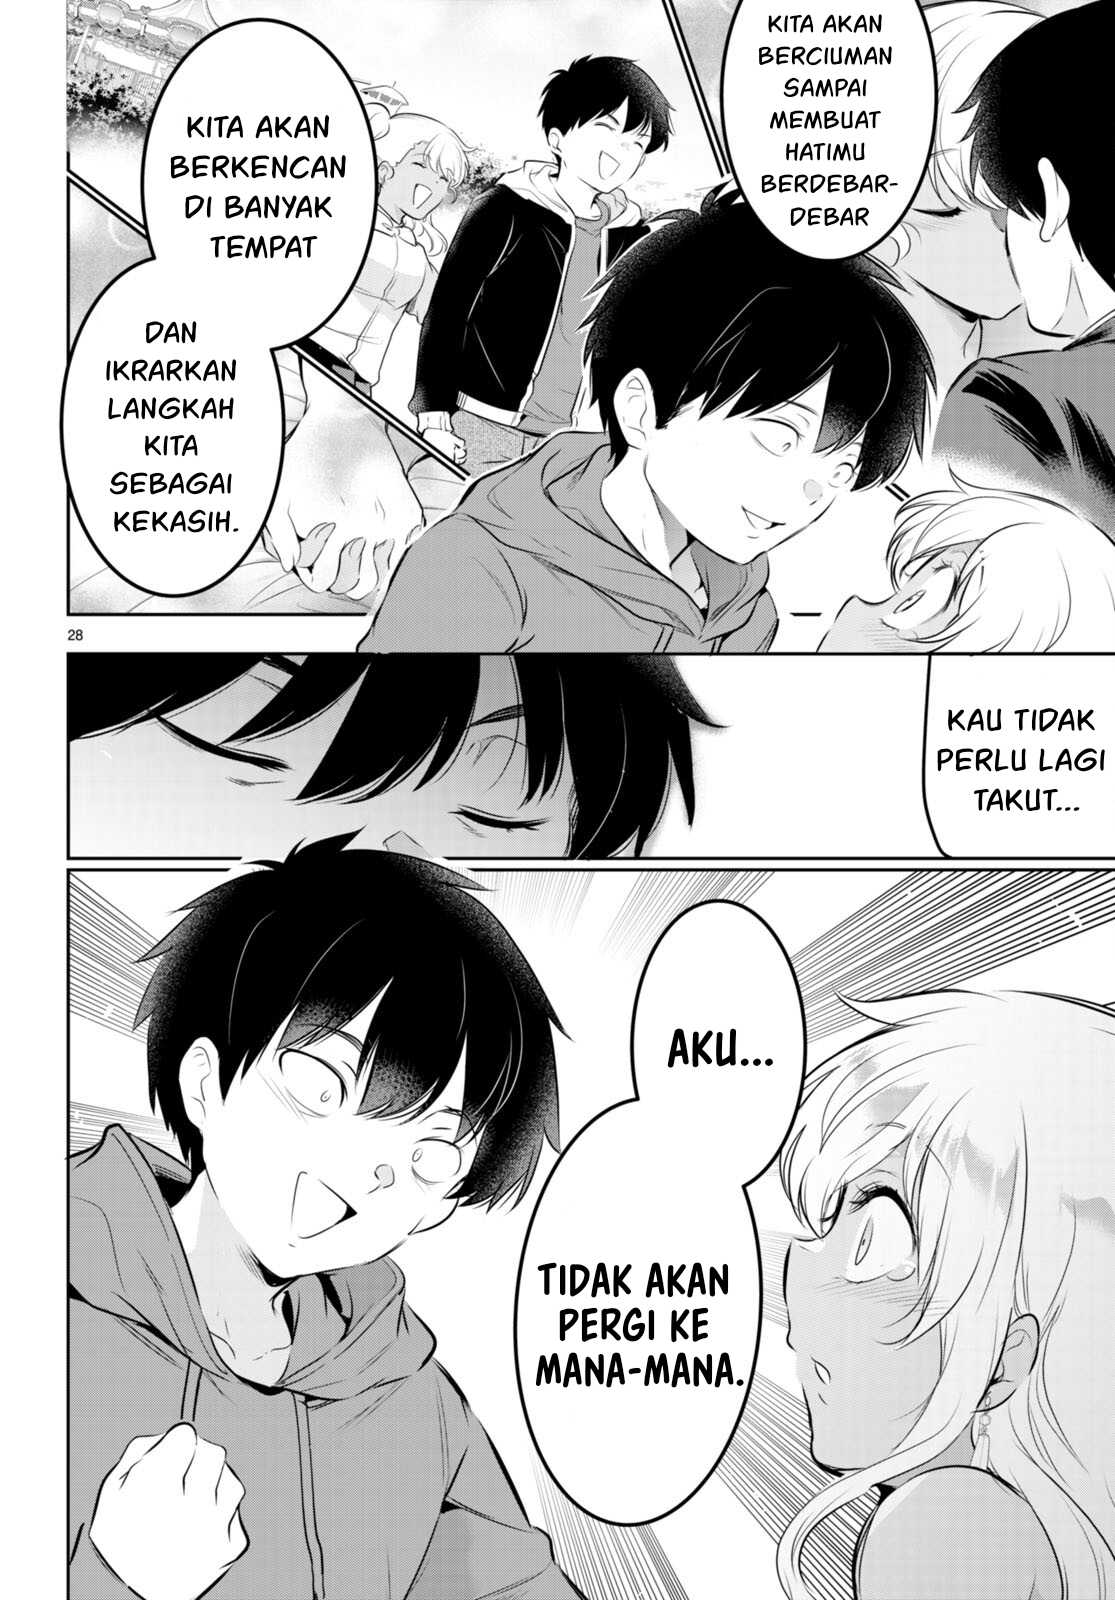 KITA AKAN
BERCIUMAN
SAMPAI
MEMBUAT
HATIMU
BERDEBAR-
DEBAR
KITA AKAN
BERKENCAN
DI BANYAK
TEMPAT
DAN
IKRARKAN
LANGKAH
KITA
SEBAGAI
KEKASIH.
28
KAU TIDAK
PERLU LAGI
TAKUT...
AKU...
TIDAK AKAN
PERGI KE
MANA-MANA.